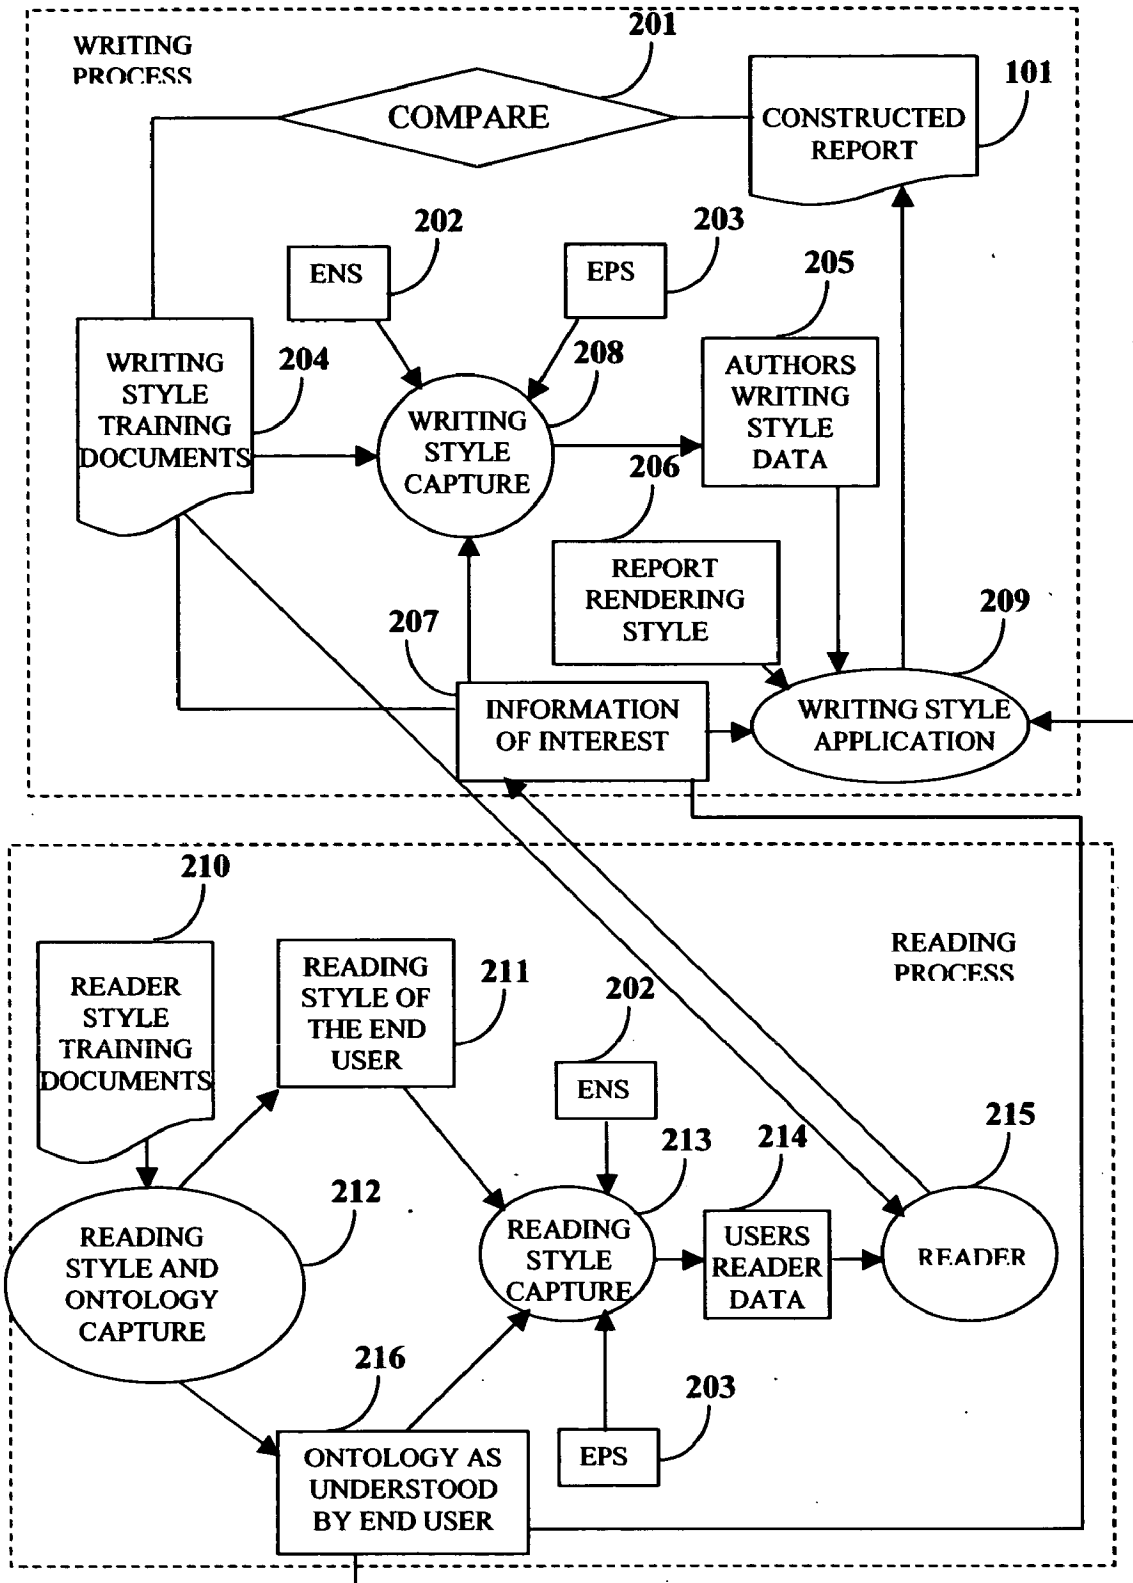 WRITING
PROCESS
201
COMPARE
CONSTRUCTED
REPORT
101
ENS
202
EPS
203
205
WRITING
STYLE
TRAINING
DOCUMENTS
204
WRITING
STYLE
CAPTURE
208
AUTHORS
WRITING
STYLE
DATA
206
REPORT
RENDERING
STYLE
207
209
INFORMATION
OF INTEREST
WRITING STYLE
APPLICATION
READING
PROCESS
210
READER
STYLE
TRAINING
DOCUMENTS
READING
STYLE OF
THE END
USER
211
202
ENS
213
214
215
212
READING
STYLE AND
ONTOLOGY
CAPTURE
READING
STYLE
CAPTURE
USERS
READER
DATA
READER
216
ONTOLOGY AS
UNDERSTOOD
BY END USER
EPS
203